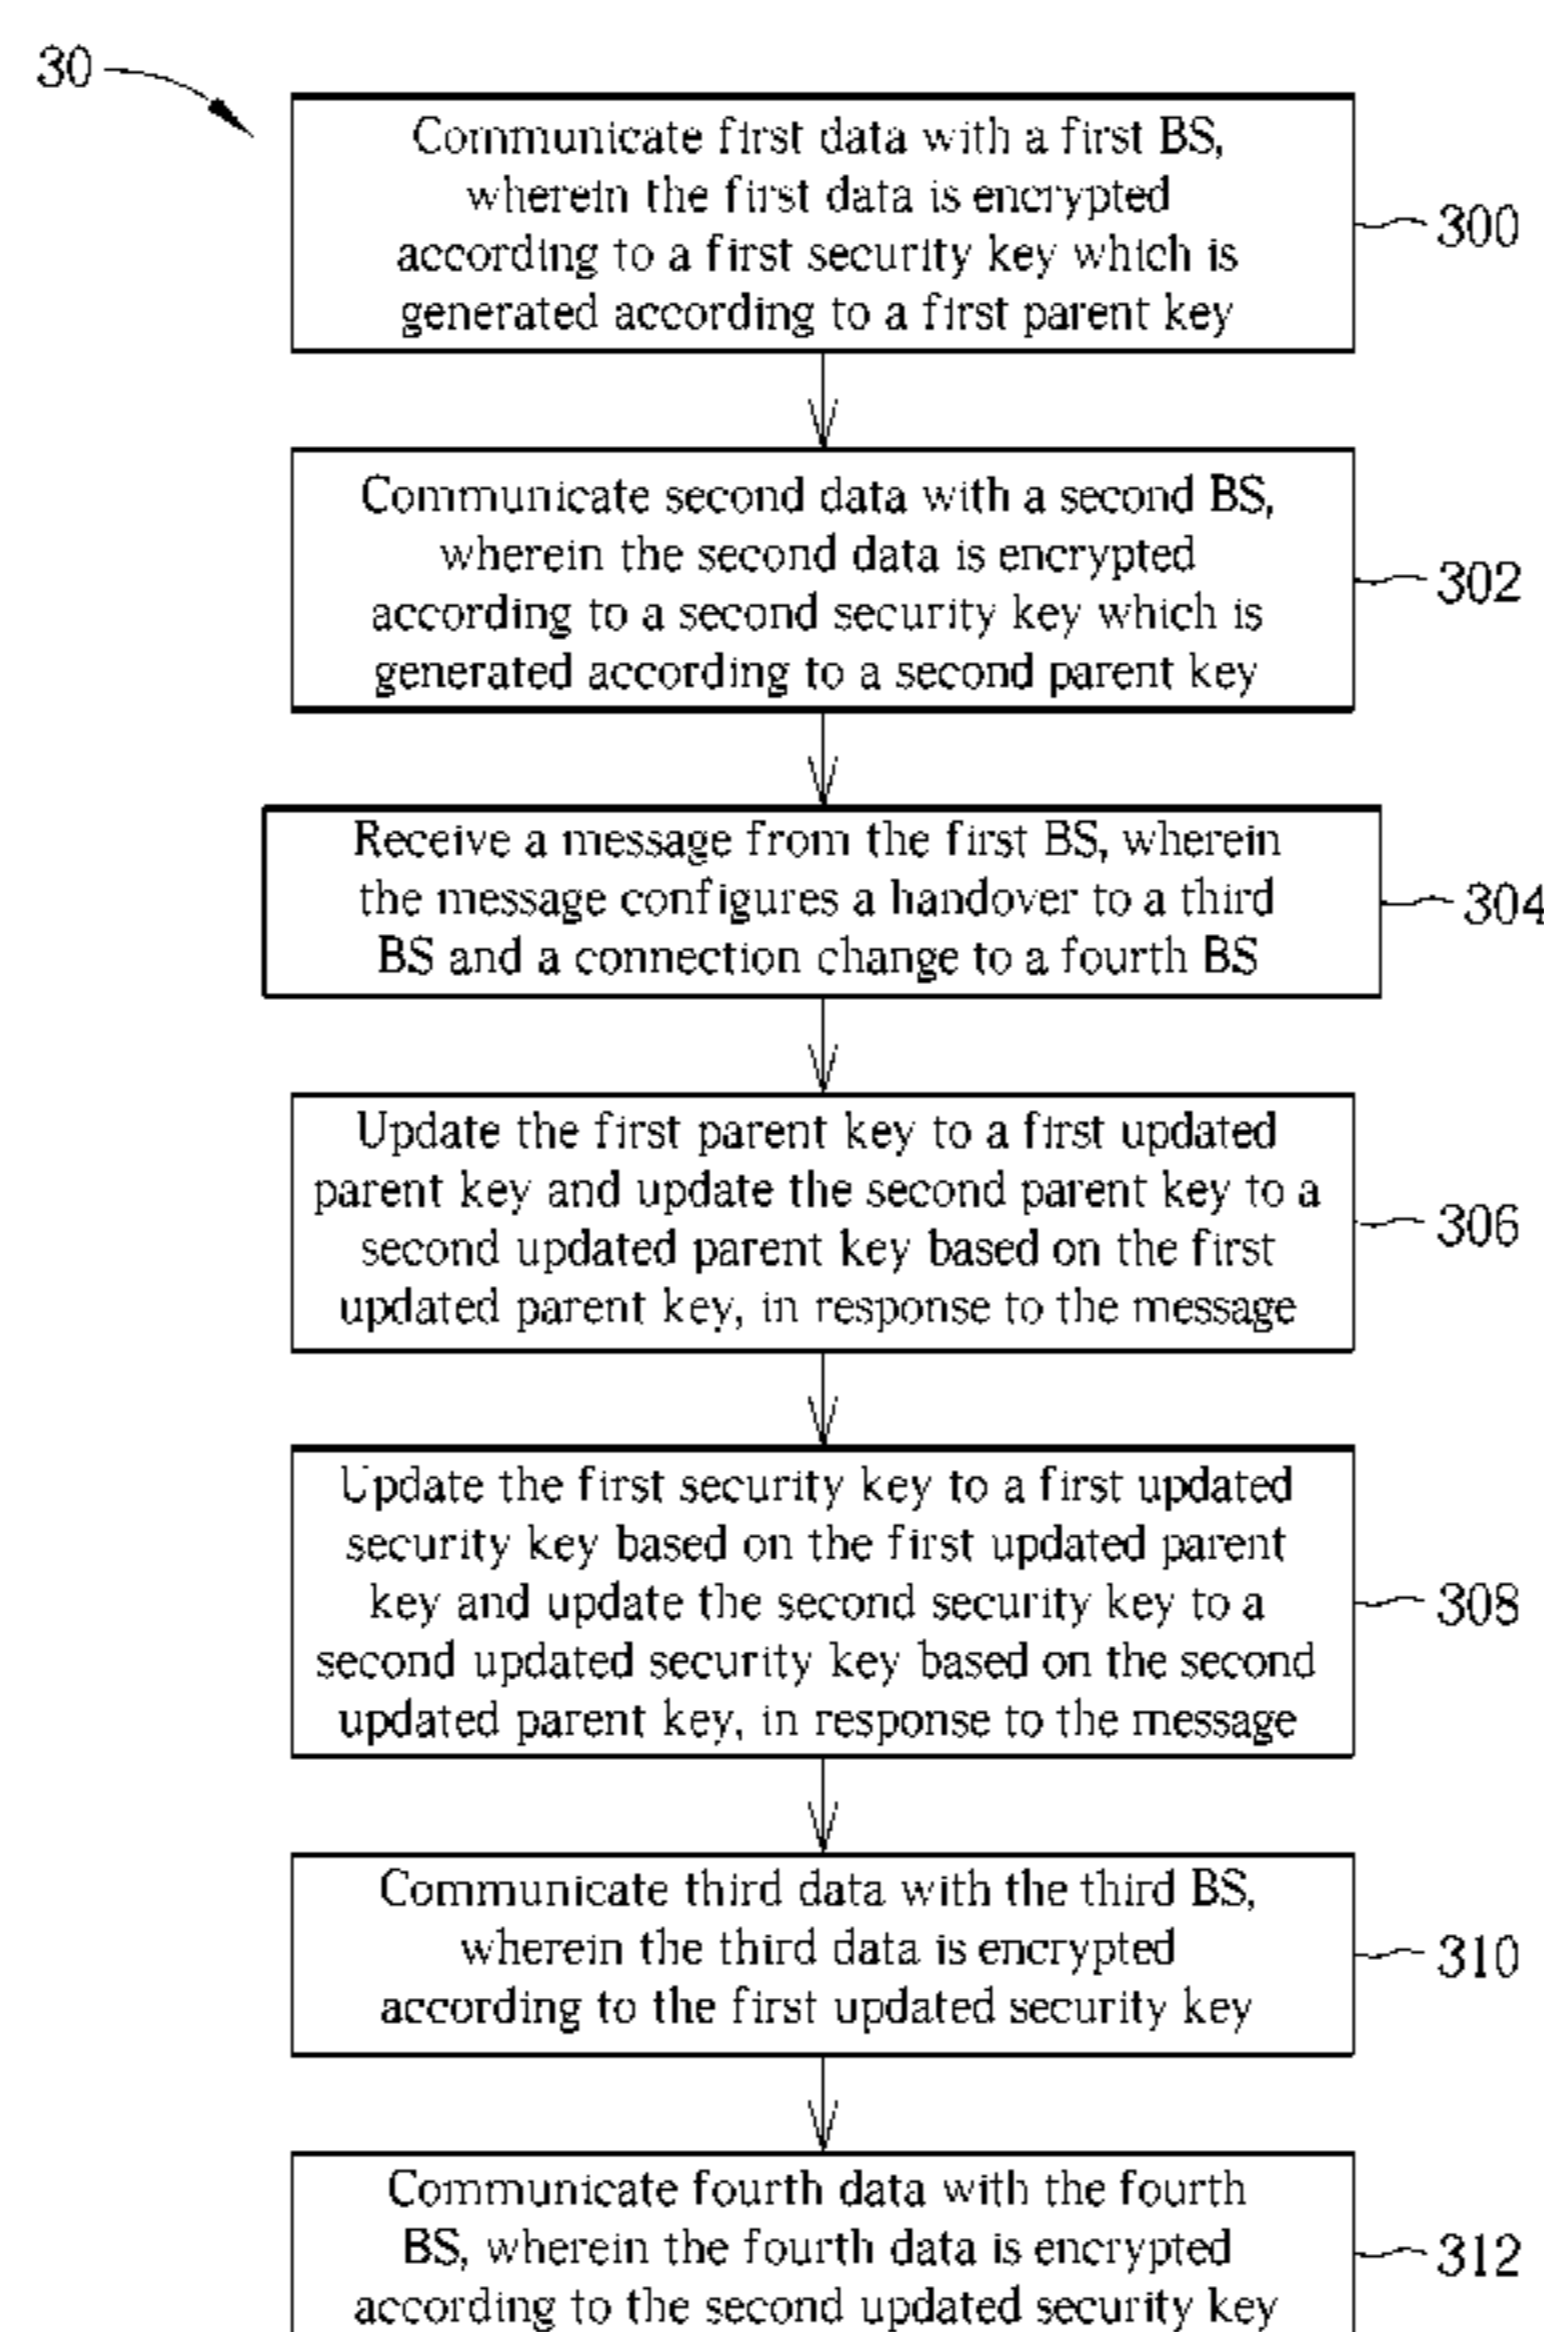 30
Communicate first data with a first BS,
wherein the first data is encrypted
according to a first security key which is
generated according to a first parent key
300
Communicate second data with a second BS,
wherein the second data is encrypted
according to a second security key which is
generated according to a second parent key
302
Receive a message from the first BS, wherein
the message configures a handover to a third
BS and a connection change to a fourth BS
304
Update the first parent key to a first updated
parent key and update the second parent key to a
second updated parent key based on the first
updated parent key, in response to the message
306
Update the first security key to a first updated
security key based on the first updated parent
key and update the second security key to a
second updated security key based on the second
updated parent key, in response to the message
308
Communicate third data with the third BS,
wherein the third data is encrypted
according to the first updated security key
310
Communicate fourth data with the fourth
BS, wherein the fourth data is encrypted
according to the second updated security key
312